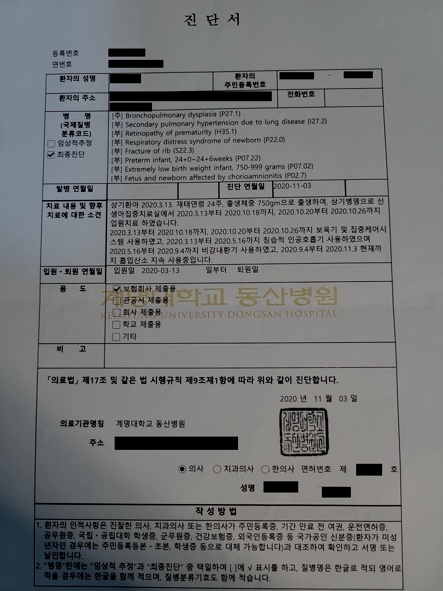 진 단 서
등록번호
면번호
환자의 성명
환자의
주민등록번호
환자의 주소
전화번호
병 명
(국제질병
분류코드)
□ 임상적추정
☑ 최종진단
[주] Bronchopulmonary dysplasia (P27.1)
[부] Secondary pulmonary hypertension due to lung disease (I27.2)
[부] Retinopathy of prematurity (H35.1)
[부] Respiratory distress syndrome of newborn (P22.0)
[부] Fracture of rib (S22.3)
[부] Preterm infant, 24+0~24+6weeks (P07.22)
[부] Extremely low birth weight infant, 750-999 grams (P07.02)
[부] Fetus and newborn affected by chorioamnionitis (P02.7)
발병 연월일
진단 연월일
2020-11-03
치료 내용 및 향후
치료에 대한 소견
상기환아 2020.3.13. 재태연령 24주, 출생체중 750gm으로 출생하여, 상기병명으로 신
생아집중치료실에서 2020.3.13부터 2020.10.18까지, 2020.10.20부터 2020.10.26까지
입원치료 하였습니다.
2020.3.13부터 2020.10.18까지, 2020.10.20부터 2020.10.26까지 보육기 및 집중케어시
스템 사용하였고, 2020.3.13부터 2020.5.16까지 침습적 인공호흡기 사용하였으며
2020.5.16부터 2020.9.4까지 비강내환기 사용하였고, 2020.9.4부터 2020.11.3 현재까
지 흡입산소 지속 사용중입니다.
입원·퇴원 연월일
입원일 2020-03-13 일부터 퇴원일
용 도
☑ 보험회사 제출용
□ 관공서 제출용
□ 회사 제출용
□ 학교 제출용
□ 기타
계명대학교 동산병원
KEIMYUNG UNIVERSITY DONGSAN HOSPITAL
비 고
「의료법」 제17조 및 같은 법 시행규칙 제9조제1항에 따라 위와 같이 진단합니다.
2020 년 11 월 03 일
의료기관명칭 계명대학교 동산병원
계명대학교
동산병원
주소
◉ 의사 ○ 치과의사 ○ 한의사 면허번호 제 호
성명
작 성 방 법
1. 환자의 인적사항은 진찰한 의사, 치과의사 또는 한의사가 주민등록증, 기간 만료 전 여권, 운전면허증,
공무원증, 국립·공립대학 학생증, 군무원증, 건강보험증, 외국인등록증 등 국가공인 신분증(환자가 미성
년자인 경우에는 주민등록등본·초본, 학생증 등으로 대체 가능합니다)과 대조하여 확인하고 서명 또는
날인합니다.
2. "병명"란에는 "임상적 추정"과 "최종진단" 중 택일하여 [ ]에 √ 표시를 하고, 질병명은 한글로 적되 영어로
적을 경우에는 한글을 함께 적으며, 질병분류기호도 함께 적습니다.